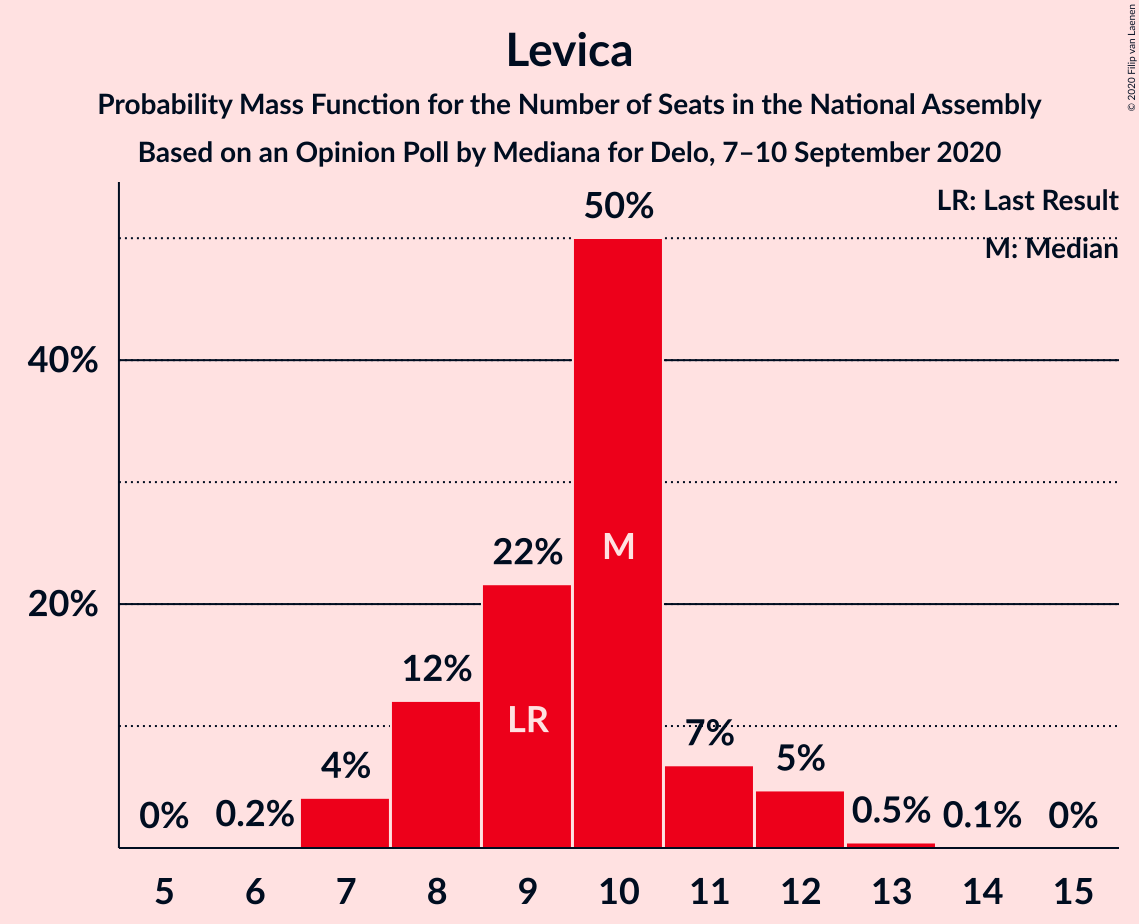 Levica
Probability Mass Function for the Number of Seats in the National Assembly
Based on an Opinion Poll by Mediana for Delo, 7–10 September 2020
© 2020 Filip van Laenen
LR: Last Result
M: Median
40%
20%
0%
0.2%
4%
12%
22%
50%
7%
5%
0.5%
0.1%
0%
LR
M
5 6 7 8 9 10 11 12 13 14 15